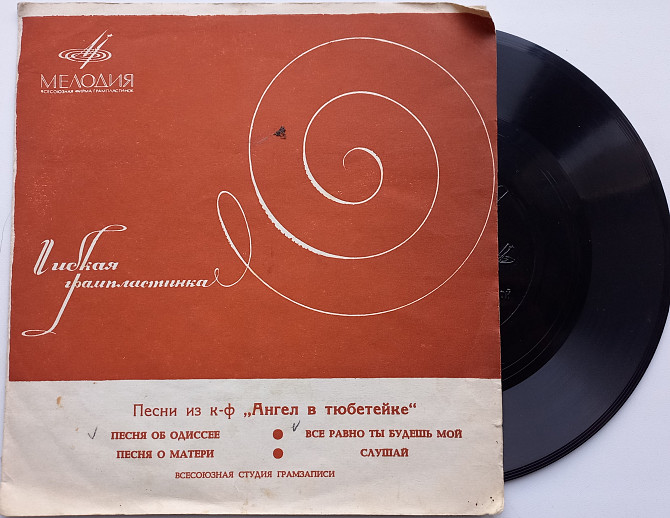 МЕЛОДИЯ
ВСЕСОЮЗНАЯ ФИРМА ГРАМПЛАСТИНОК
Гибкая
грампластинка
Песни из к-ф „Ангел в тюбетейке“
ПЕСНЯ ОБ ОДИССЕЕ ● ВСЕ РАВНО ТЫ БУДЕШЬ МОЙ
ПЕСНЯ О МАТЕРИ ● СЛУШАЙ
ВСЕСОЮЗНАЯ СТУДИЯ ГРАМЗАПИСИ